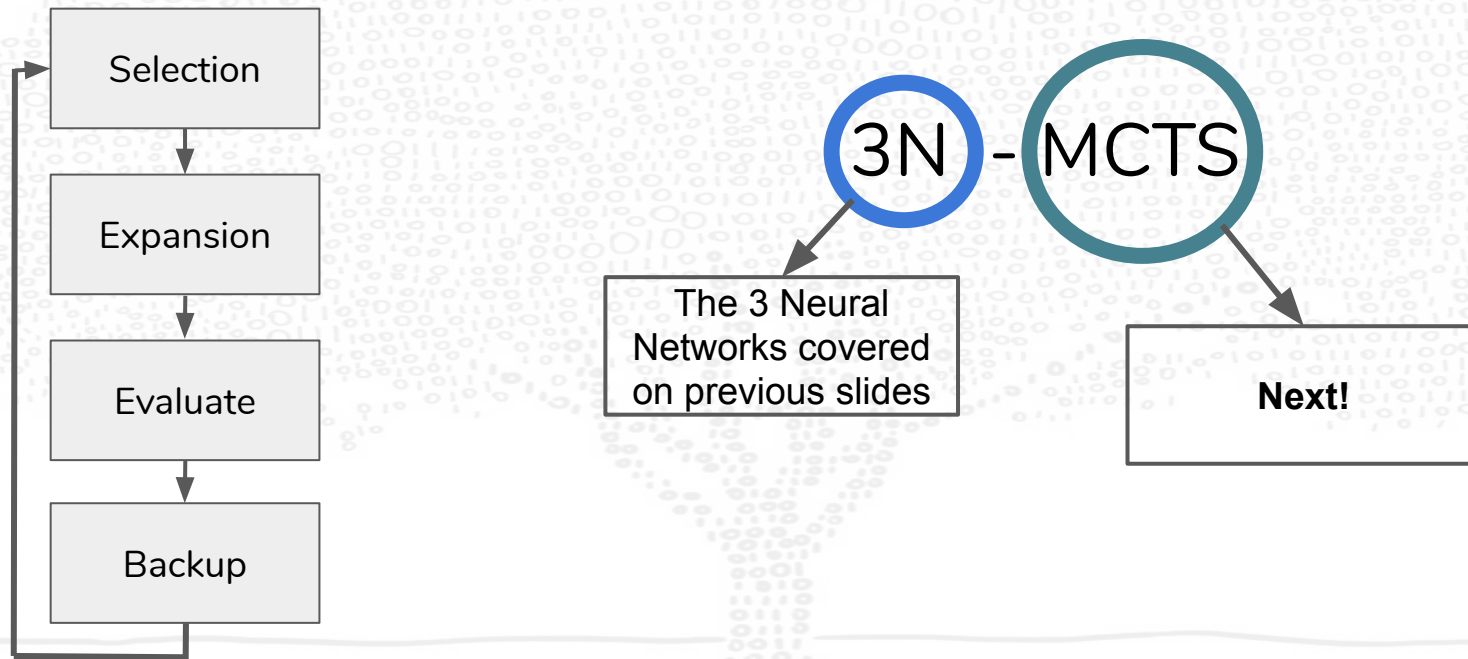 Selection
Expansion
Evaluate
Backup
3N - MCTS
The 3 Neural
Networks covered
on previous slides
Next!